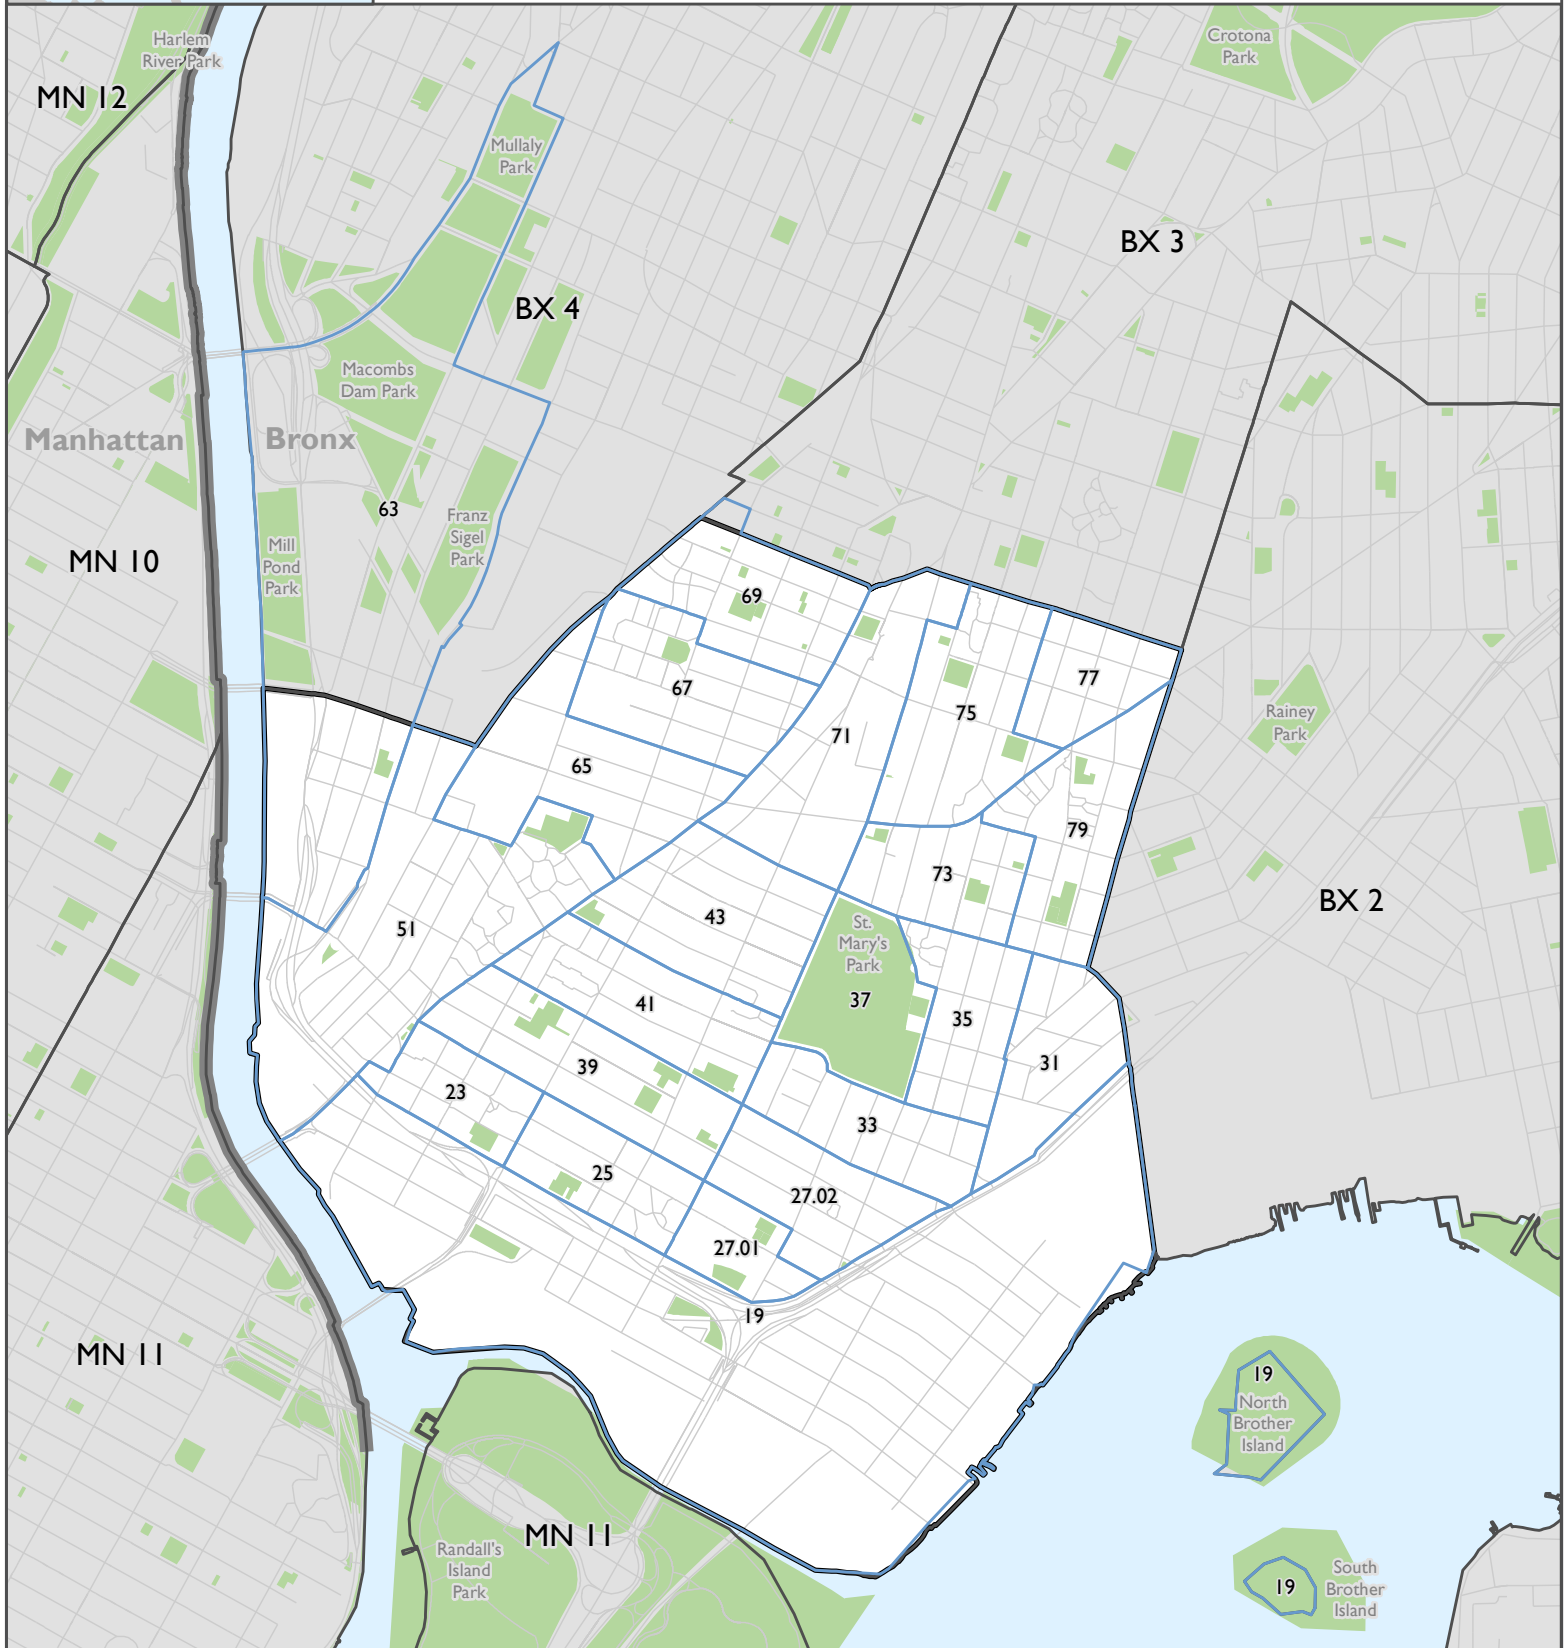 Harlem
River Park
Crotona
Park
MN 12
Mullaly
Park
BX 3
BX 4
Macombs
Dam Park
Manhattan
Bronx
63
Franz
Sigel
Park
Mill
Pond
Park
MN 10
69
67
77
75
71
Rainey
Park
65
79
73
BX 2
43
51
St.
Mary's
Park
37
41
35
39
31
23
33
25
27.02
27.01
19
MN 11
19
North
Brother
Island
MN 11
Randall's
Island
Park
South
Brother
Island
19